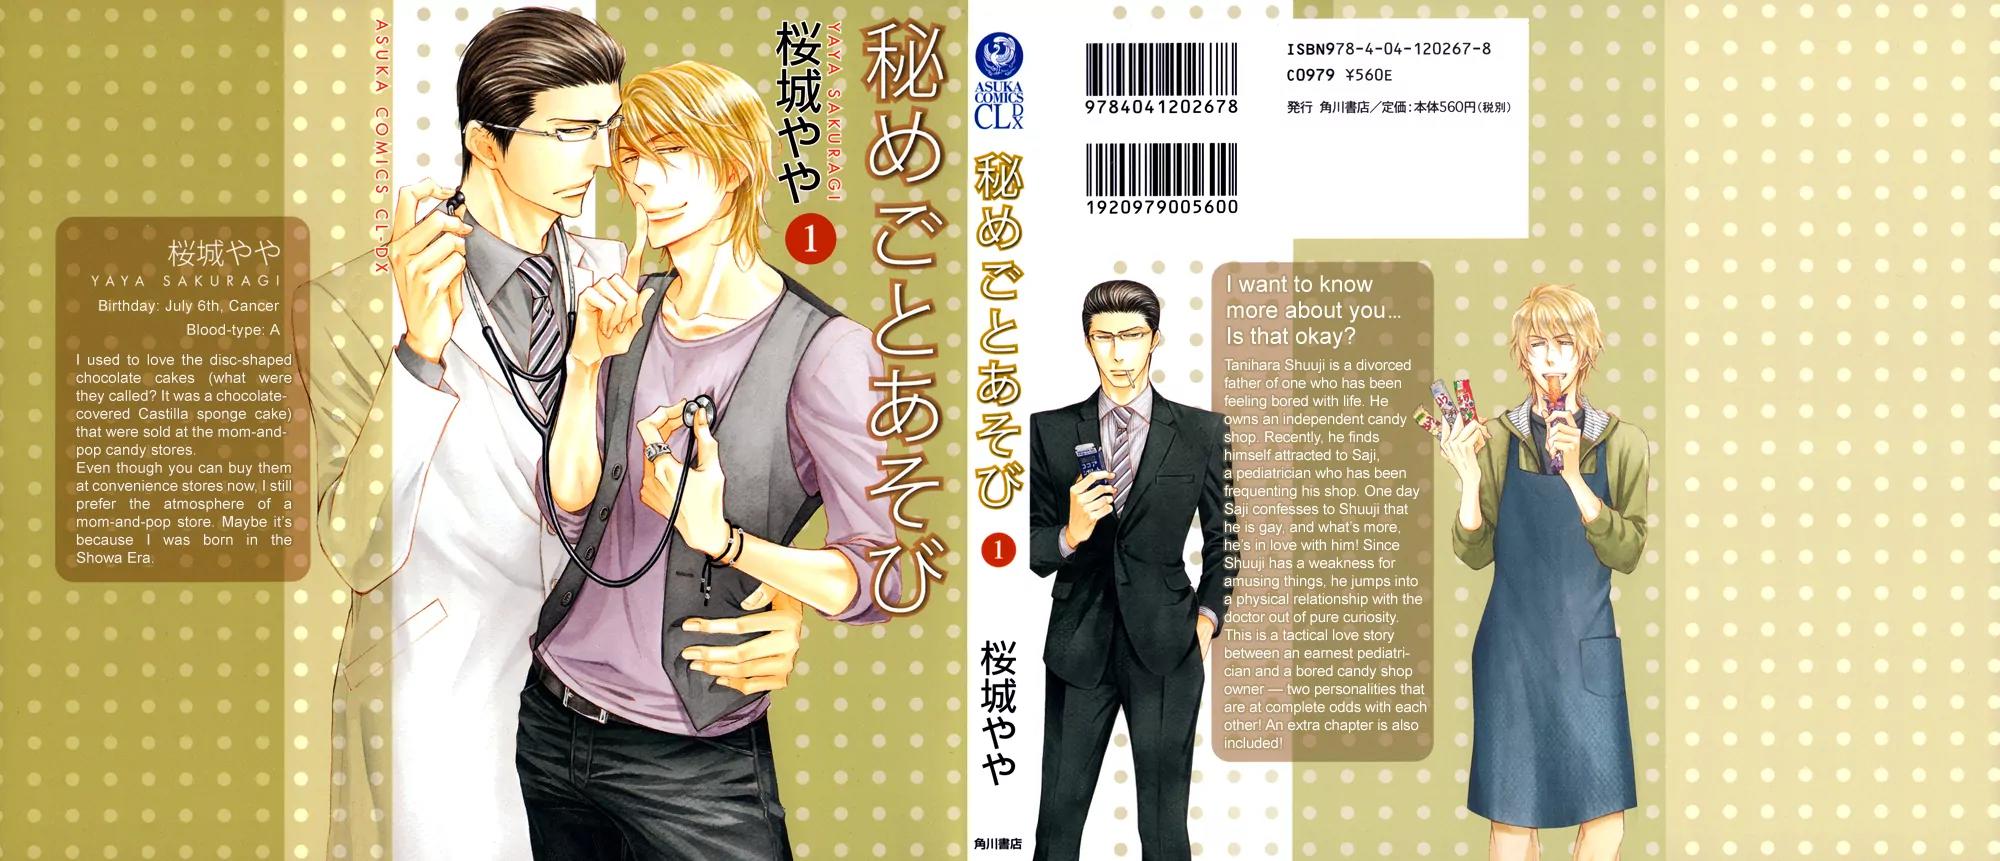 桜城やや
YAYA SAKURAGI
Birthday: July 6th, Cancer
Blood-type: A
I used to love the disc-shaped
chocolate cakes (what were
they called? It was a chocolate-
covered Castilla sponge cake)
that were sold at the mom-and-
pop candy stores.
Even though you can buy them
at convenience stores now, I still
prefer the atmosphere of a
mom-and-pop store. Maybe it's
because I was born in the
Showa Era.
ASUKA COMICS CL-DX
秘めごとあそび
YAYA SAKURAGI
桜城やや
1
ASUKA
COMICS
CL DX
秘めごとあそび
1
桜城やや
角川書店
9784041202678
1920979005600
ISBN978-4-04-120267-8
C0979 ¥560E
発行 角川書店／定価:本体560円(税別)
I want to know
more about you...
Is that okay?
Tanihara Shuuji is a divorced
father of one who has been
feeling bored with life. He
owns an independent candy
shop. Recently, he finds
himself attracted to Saji,
a pediatrician who has been
frequenting his shop. One day
Saji confesses to Shuuji that
he is gay, and what's more,
he's in love with him! Since
Shuuji has a weakness for
amusing things, he jumps into
a physical relationship with the
doctor out of pure curiosity.
This is a tactical love story
between an earnest pediatri-
cian and a bored candy shop
owner — two personalities that
are at complete odds with each
other! An extra chapter is also
included!
ココア